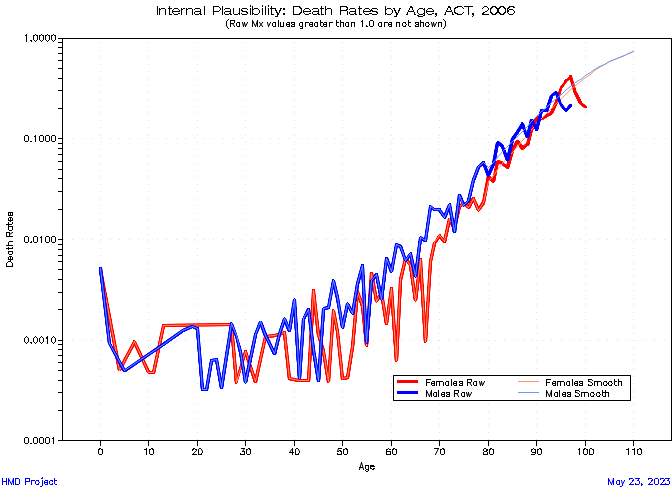 Internal Plausibility: Death Rates by Age, ACT, 2006
(Raw Mx values greater than 1.0 are not shown)
1.0000
0.1000
0.0100
0.0010
0.0001
Death Rates
0 10 20 30 40 50 60 70 80 90 100 110
Age
Females Raw Females Smooth
Males Raw Males Smooth
HMD Project May 23, 2023